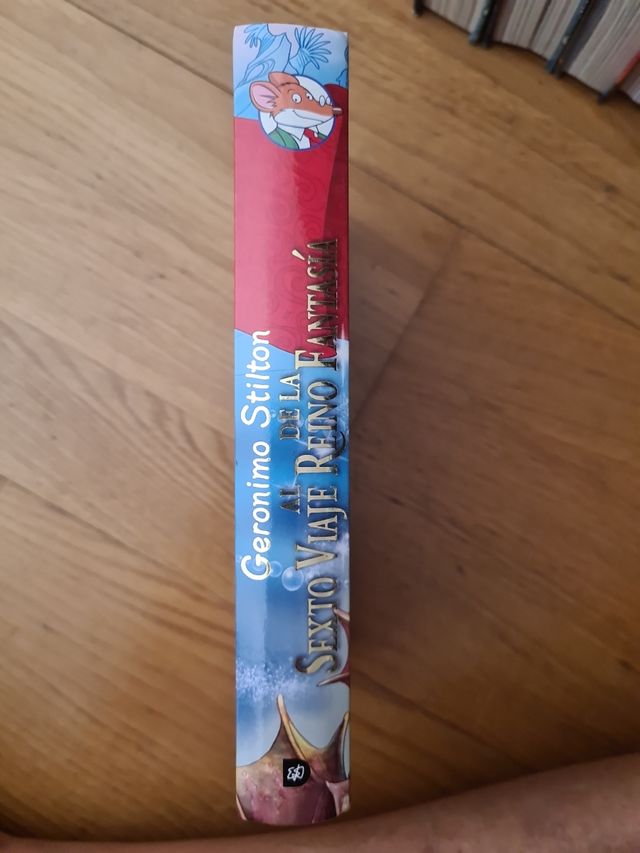 Geronimo Stilton
SEXTO VIAJE AL REINO DE LA FANTASÍA